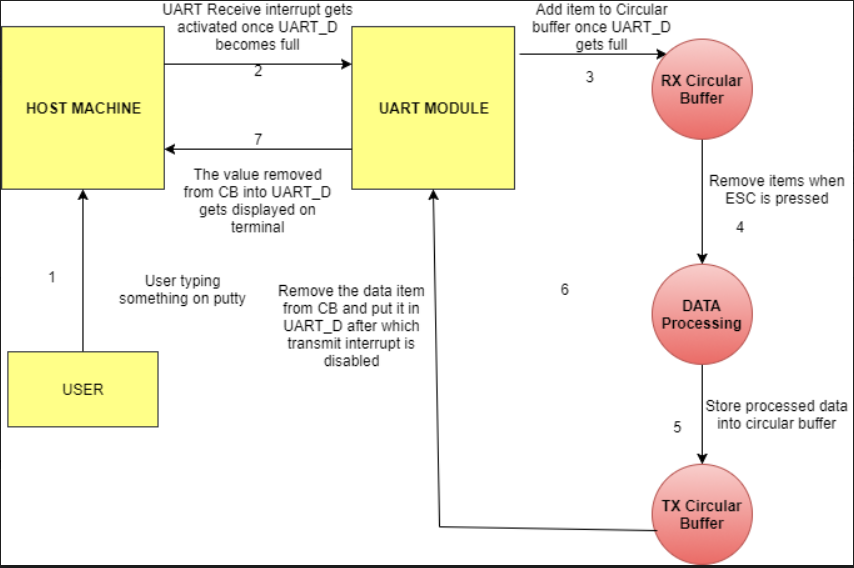 UART Receive interrupt gets
activated once UART_D
becomes full
Add item to Circular
buffer once UART_D
gets full
2
3
HOST MACHINE
UART MODULE
RX Circular
Buffer
7
The value removed
from CB into UART_D
gets displayed on
terminal
Remove items when
ESC is pressed
4
1
User typing
something on putty
Remove the data item
from CB and put it in
UART_D after which
transmit interrupt is
disabled
6
DATA
Processing
USER
Store processed data
into circular buffer
5
TX Circular
Buffer